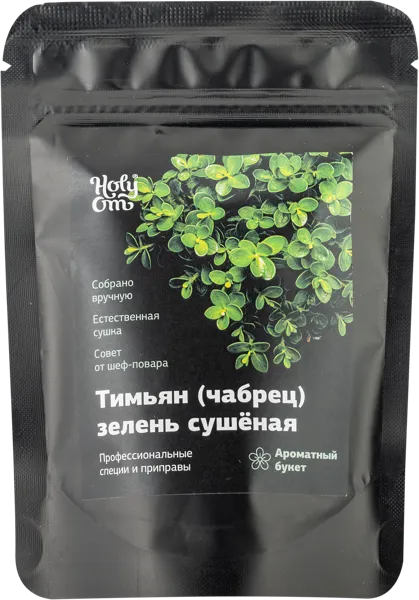 Holy
Om
Собрано
вручную
Естественная
сушка
Совет
от шеф-повара
Тимьян (чабрец)
зелень сушёная
Профессиональные
специи и приправы
Ароматный
букет